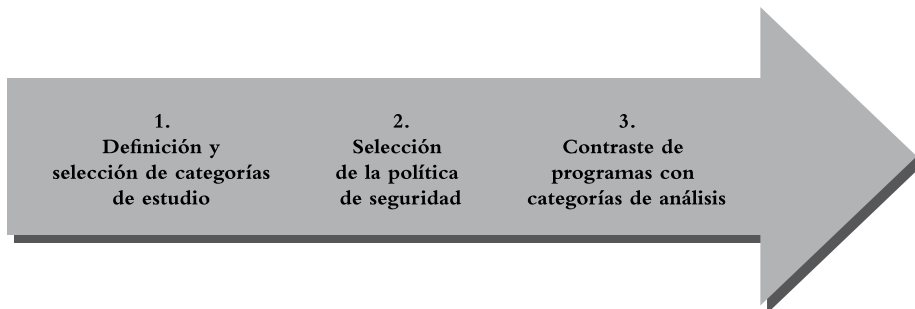 1.
Definición y
selección de categorías
de estudio
2.
Selección
de la política
de seguridad
3.
Contraste de
programas con
categorías de análisis